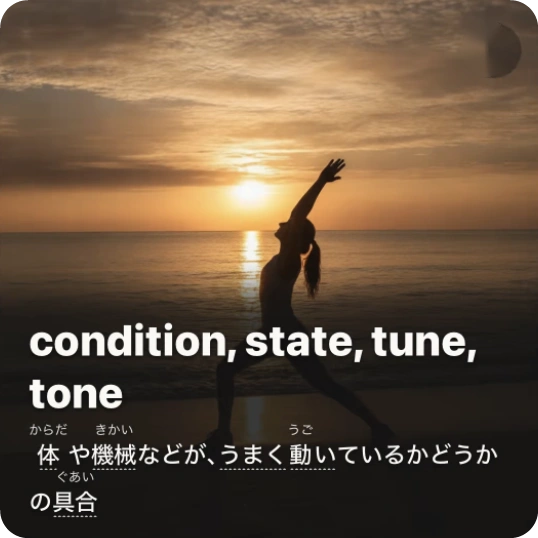 condition, state, tune,
tone
からだ きかい うご
体や機械などが、うまく動いているかどうか
ぐあい
の具合